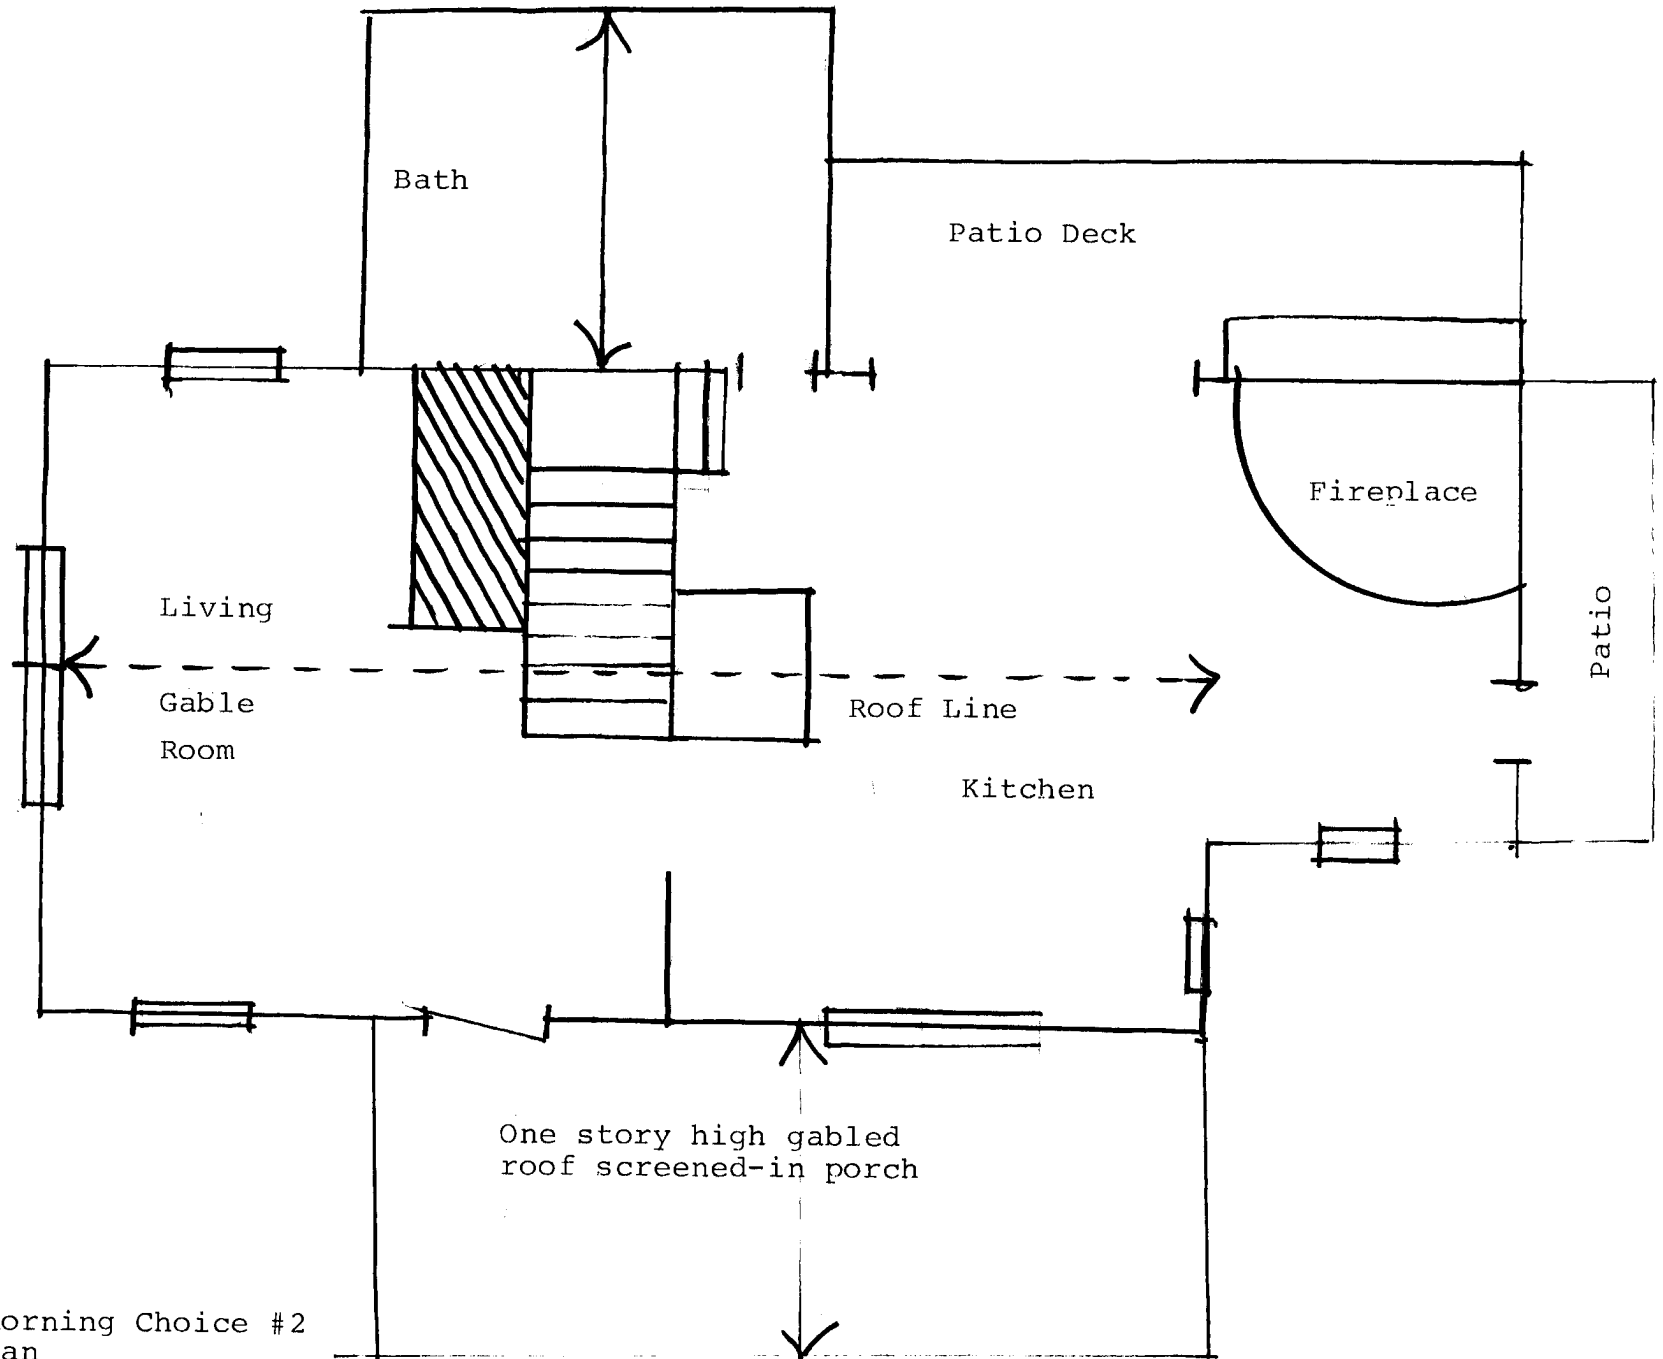 Bath
Patio Deck
Fireplace
Living
Patio
Gable
Roof Line
Room
Kitchen
One story high gabled
roof screened-in porch
orning Choice #2
an